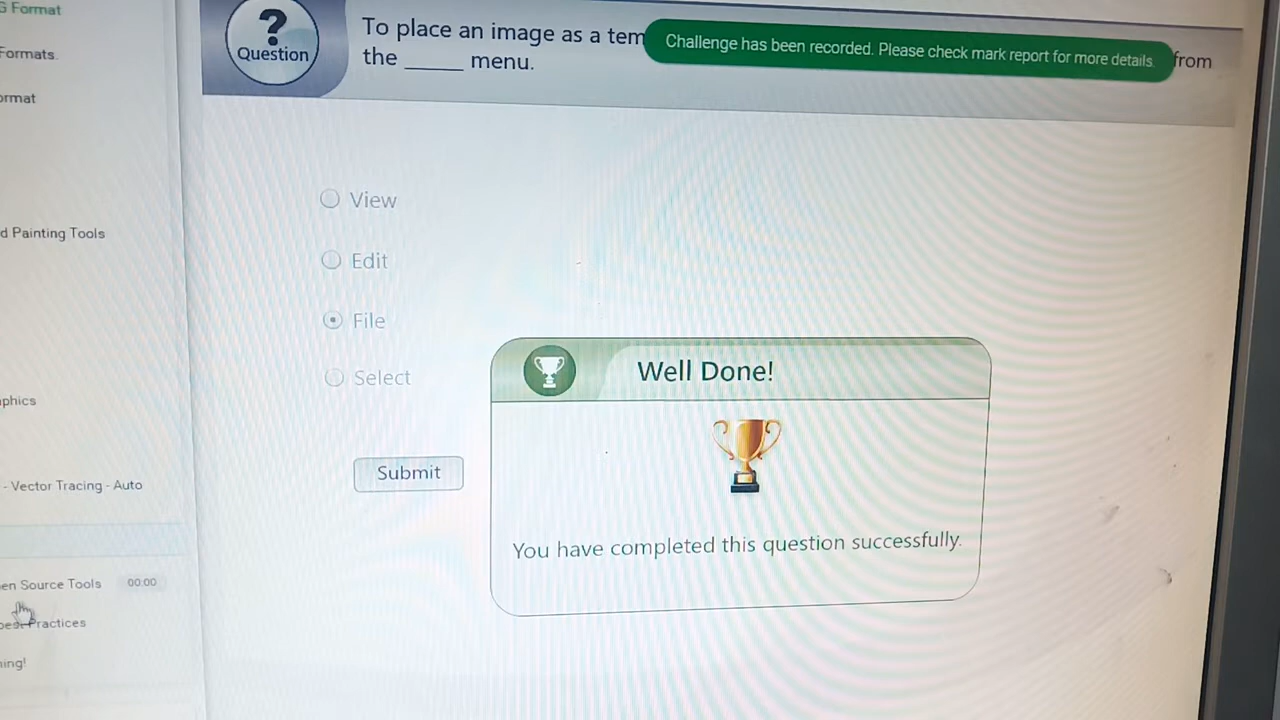 G Format
Formats.
ormat
d Painting Tools
phics
- Vector Tracing - Auto
en Source Tools 00:00
Practices
ing!
?
Question
To place an image as a tem
from
the _____ menu.
Challenge has been recorded. Please check mark report for more details.
View
Edit
File
Select
Submit
Well Done!
You have completed this question successfully.